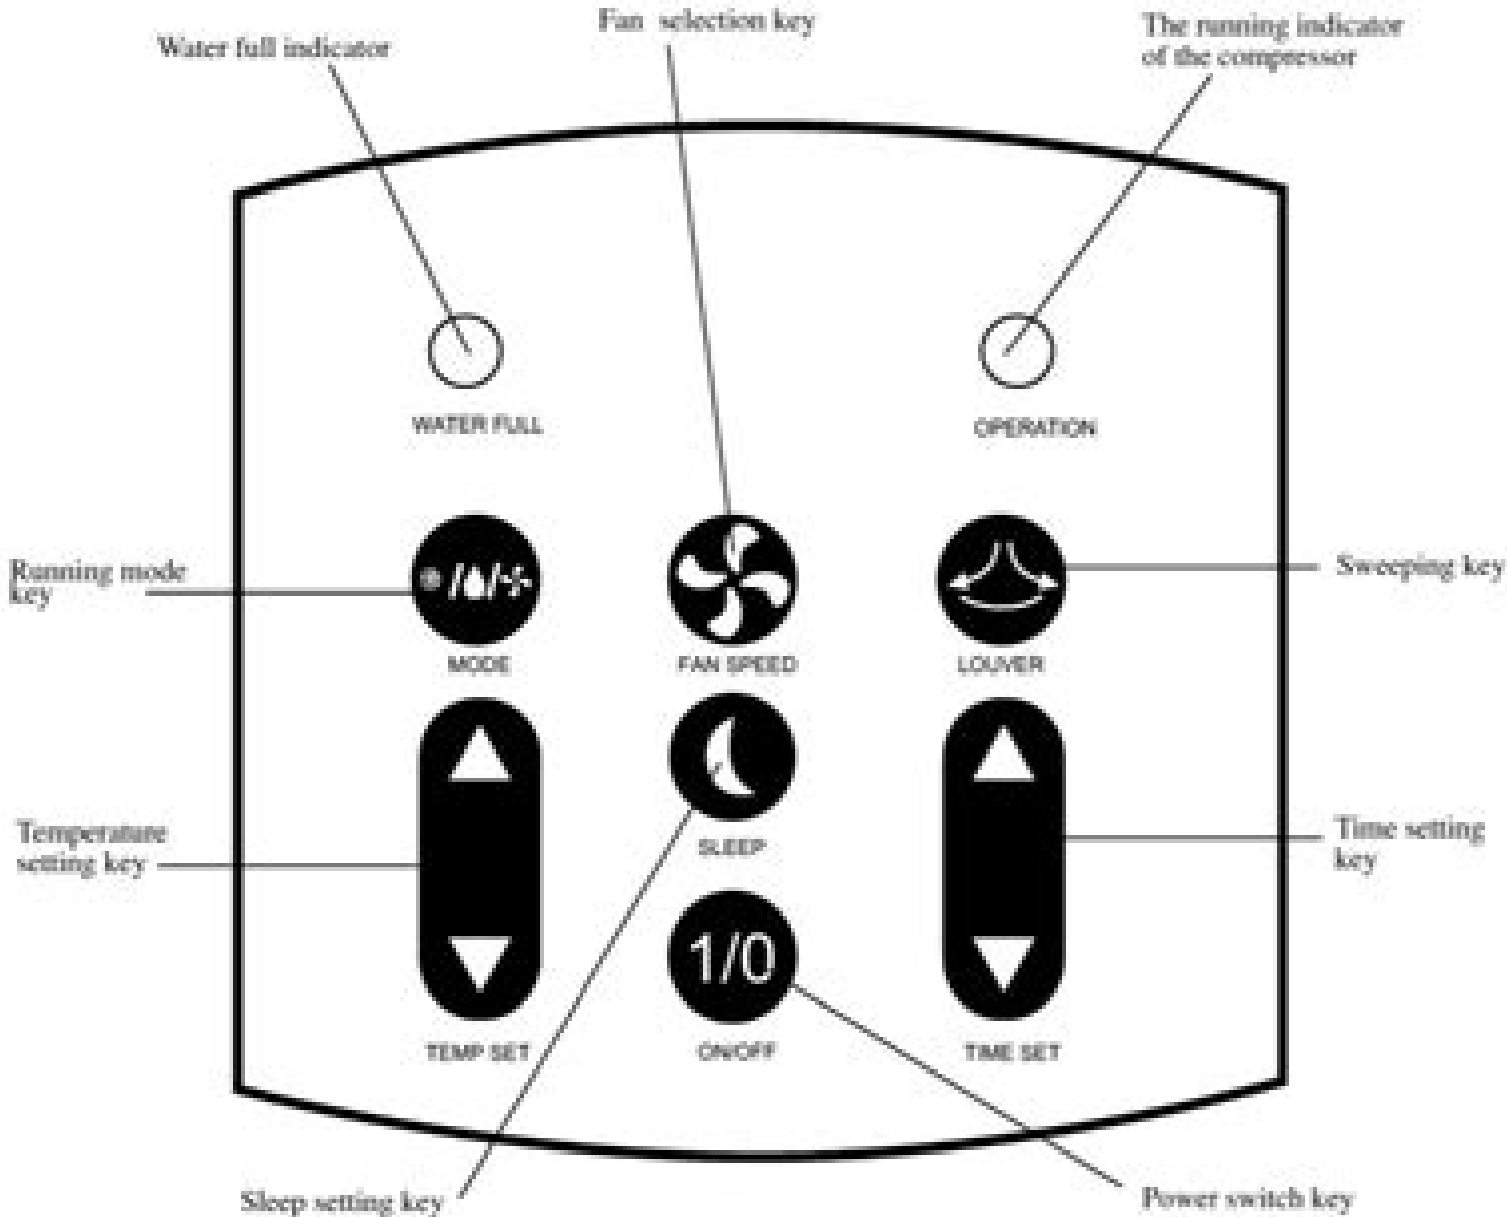 Fan selection key
Water full indicator
The running indicator
of the compressor
WATER FULL
OPERATION
Running mode
key
Sweeping key
MODE
FAN SPEED
LOUVER
Temperature
setting key
SLEEP
Time setting
key
1/0
TEMP SET
ON/OFF
TIME SET
Sleep setting key
Power switch key